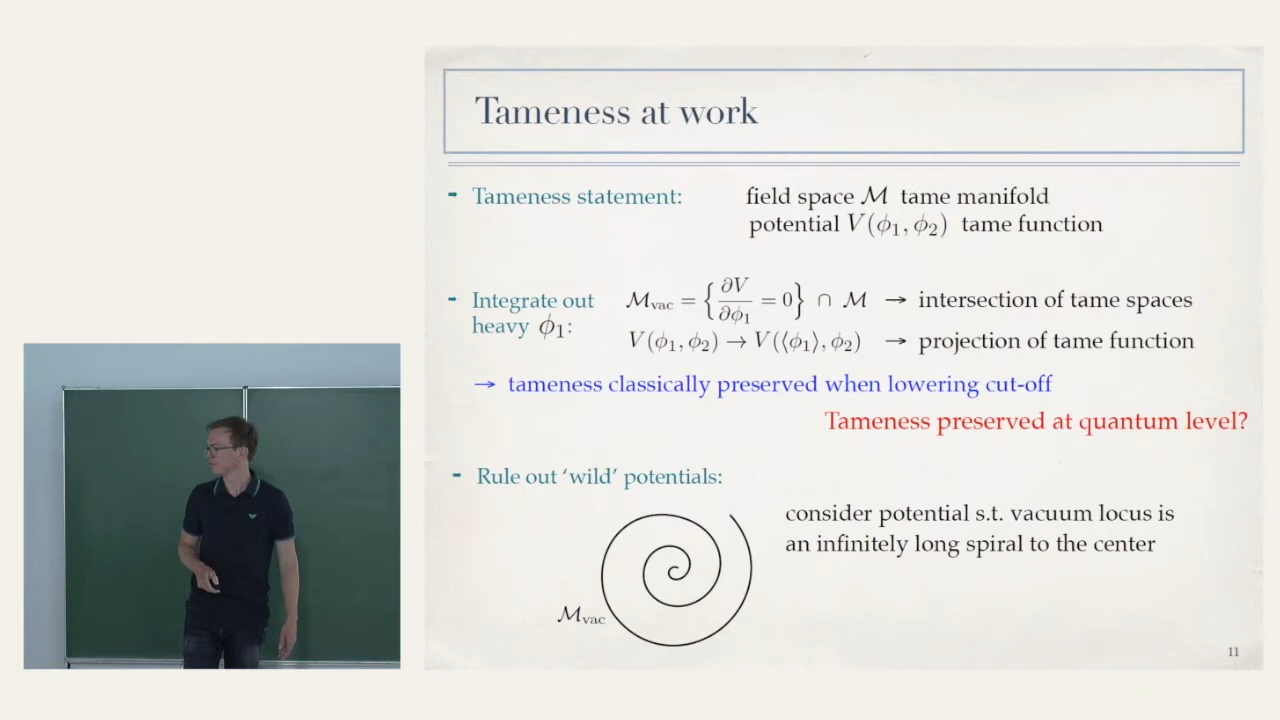 Tameness at work
Tameness statement: field space ℳ tame manifold
potential V(ϕ₁, ϕ₂) tame function
Integrate out ℳ_vac = { ∂V/∂ϕ₁ = 0 } ∩ ℳ → intersection of tame spaces
heavy ϕ₁: V(ϕ₁, ϕ₂) → V(⟨ϕ₁⟩, ϕ₂) → projection of tame function
→ tameness classically preserved when lowering cut-off
Tameness preserved at quantum level?
Rule out ‘wild’ potentials:
consider potential s.t. vacuum locus is
an infinitely long spiral to the center
ℳ_vac
11